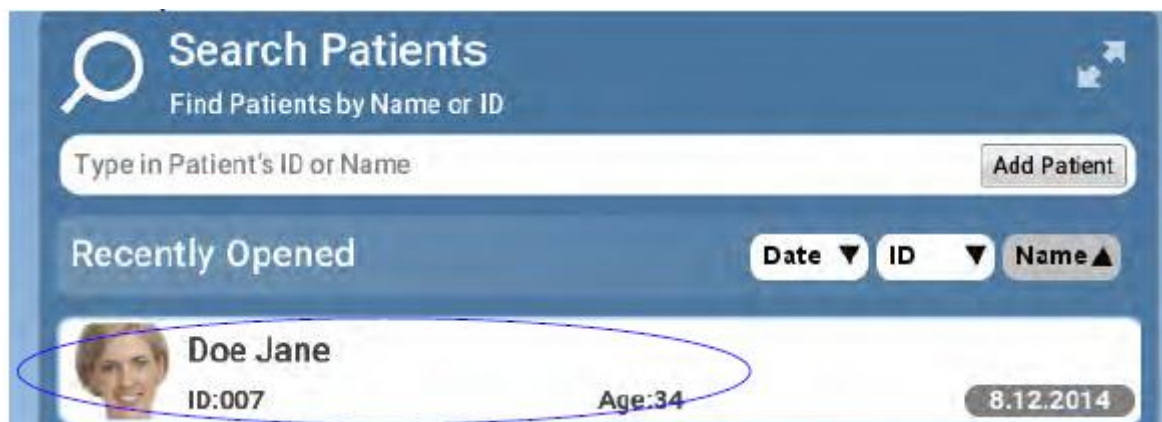 Search Patients
Find Patients by Name or ID
Type in Patient's ID or Name Add Patient
Recently Opened Date ▼ ID ▼ Name▲
Doe Jane
ID:007 Age:34 8.12.2014